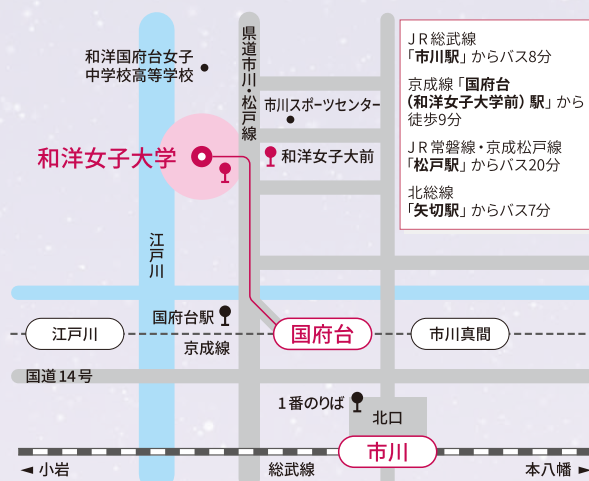 和洋国府台女子
中学校高等学校
県道市川・松戸線
市川スポーツセンター
和洋女子大学
和洋女子大前
江戸川
国府台駅
江戸川
国府台
市川真間
京成線
国道14号
1番のりば
北口
市川
◄ 小岩
総武線
本八幡 ►
JR総武線
「市川駅」からバス8分
京成線「国府台
(和洋女子大学前)駅」から
徒歩9分
JR常磐線・京成松戸線
「松戸駅」からバス20分
北総線
「矢切駅」からバス7分